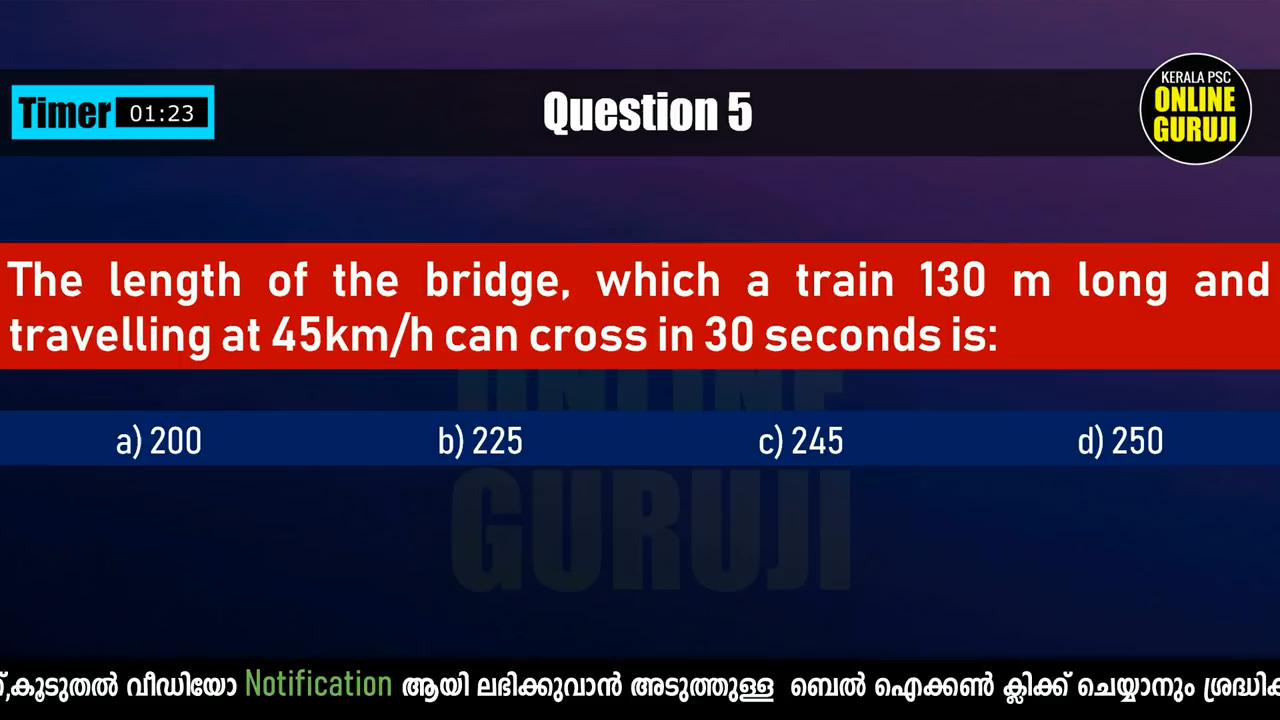 Timer 01:23
Question 5
KERALA PSC
ONLINE
GURUJI
The length of the bridge, which a train 130 m long and
travelling at 45km/h can cross in 30 seconds is:
a) 200 b) 225 c) 245 d) 250
ONLINE
GURUJI
കൂടുതൽ വീഡിയോ Notification ആയി ലഭിക്കുവാൻ അടുത്തുള്ള ബെൽ ഐക്കൺ ക്ലിക്ക് ചെയ്യാനും